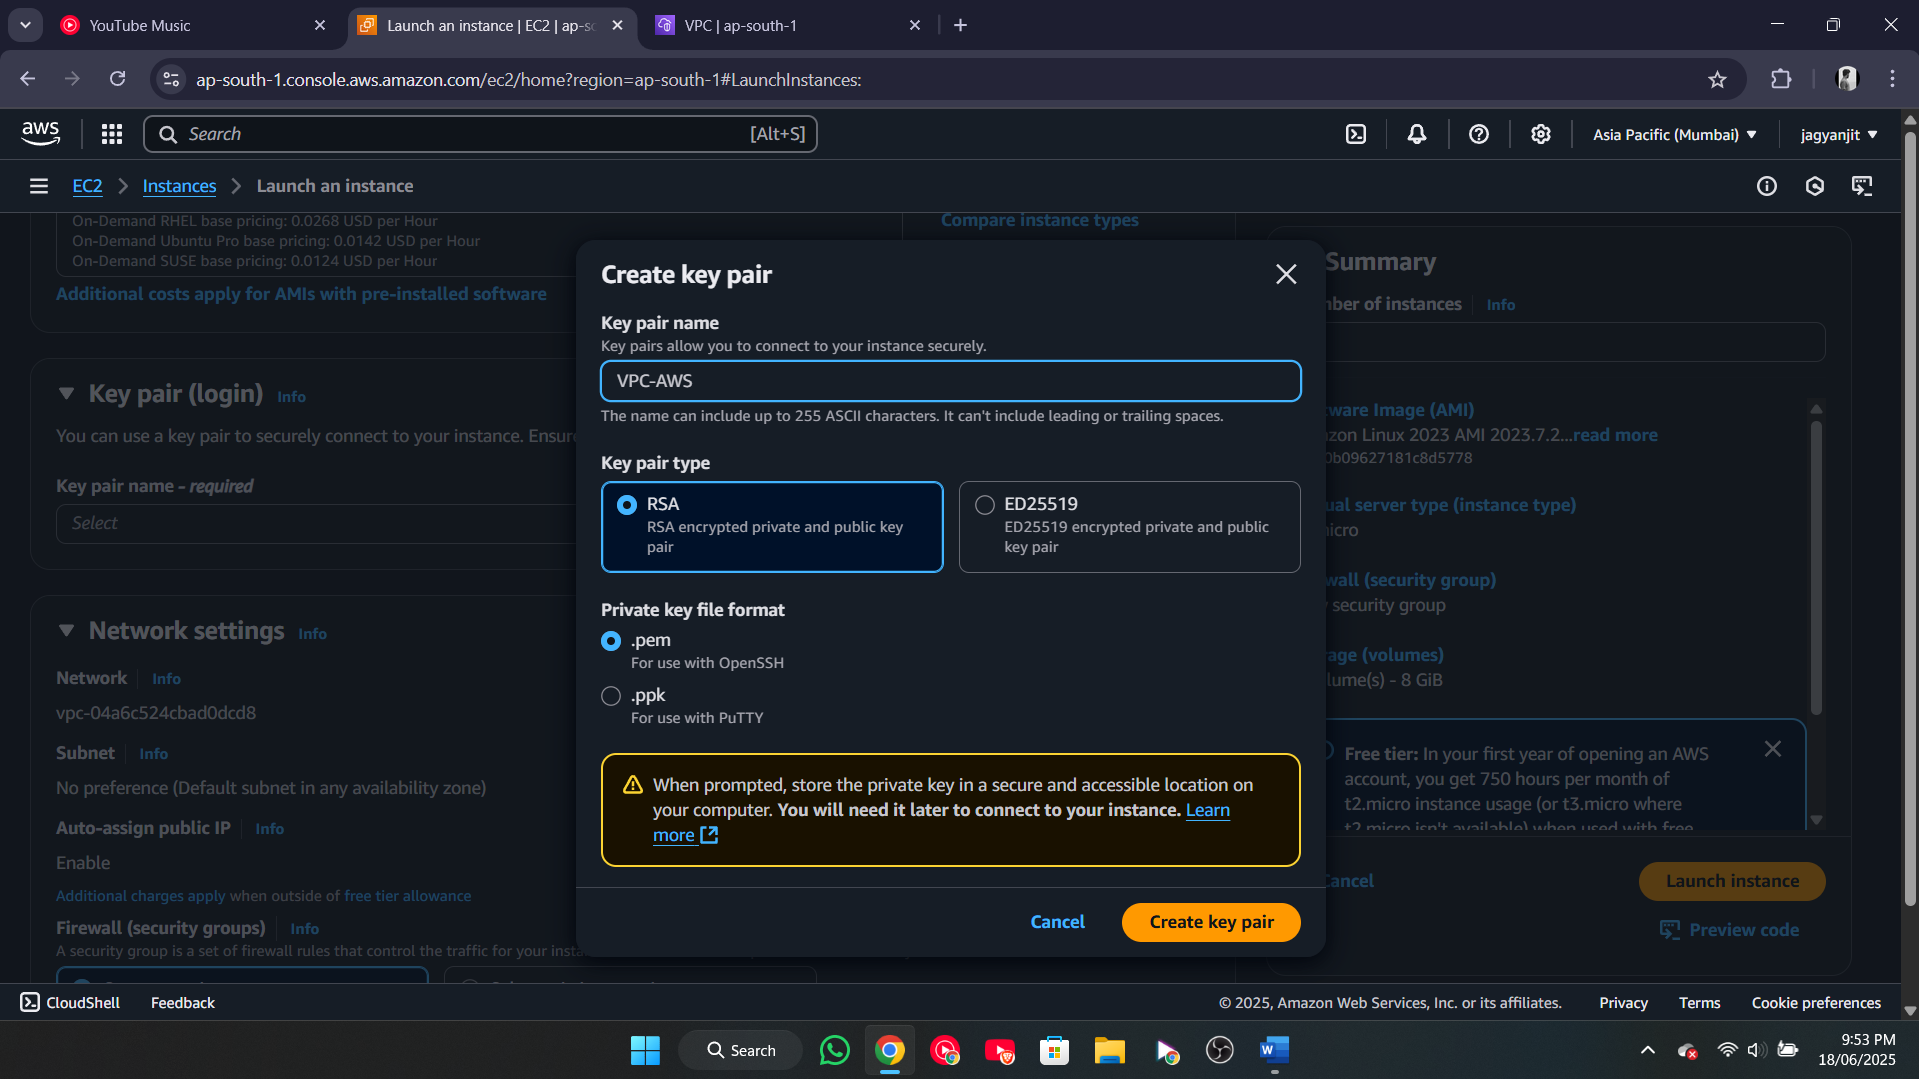 YouTube Music
Launch an instance | EC2 | ap-so
VPC | ap-south-1
ap-south-1.console.aws.amazon.com/ec2/home?region=ap-south-1#LaunchInstances:
aws
Search
[Alt+S]
Asia Pacific (Mumbai)
jagyanjit
EC2
Instances
Launch an instance
On-Demand RHEL base pricing: 0.0268 USD per Hour
On-Demand Ubuntu Pro base pricing: 0.0142 USD per Hour
On-Demand SUSE base pricing: 0.0124 USD per Hour
Additional costs apply for AMIs with pre-installed software
Compare instance types
Key pair (login) Info
You can use a key pair to securely connect to your instance. Ensure
Key pair name - required
Select
Network settings Info
Network Info
vpc-04a6c524cbad0dcd8
Subnet Info
No preference (Default subnet in any availability zone)
Auto-assign public IP Info
Enable
Additional charges apply when outside of free tier allowance
Firewall (security groups) Info
A security group is a set of firewall rules that control the traffic for your insta
Create key pair
Key pair name
Key pairs allow you to connect to your instance securely.
VPC-AWS
The name can include up to 255 ASCII characters. It can't include leading or trailing spaces.
Key pair type
RSA
RSA encrypted private and public key
pair
ED25519
ED25519 encrypted private and public
key pair
Private key file format
.pem
For use with OpenSSH
.ppk
For use with PuTTY
When prompted, store the private key in a secure and accessible location on
your computer. You will need it later to connect to your instance. Learn
more
Cancel
Create key pair
Summary
ber of instances Info
ware Image (AMI)
zon Linux 2023 AMI 2023.7.2...read more
0b09627181c8d5778
ual server type (instance type)
icro
wall (security group)
security group
rage (volumes)
lume(s) - 8 GiB
Free tier: In your first year of opening an AWS
account, you get 750 hours per month of
t2.micro instance usage (or t3.micro where
t2.micro isn't available) when used with free
Cancel
Launch instance
Preview code
CloudShell
Feedback
© 2025, Amazon Web Services, Inc. or its affiliates.
Privacy
Terms
Cookie preferences
Search
9:53 PM
18/06/2025